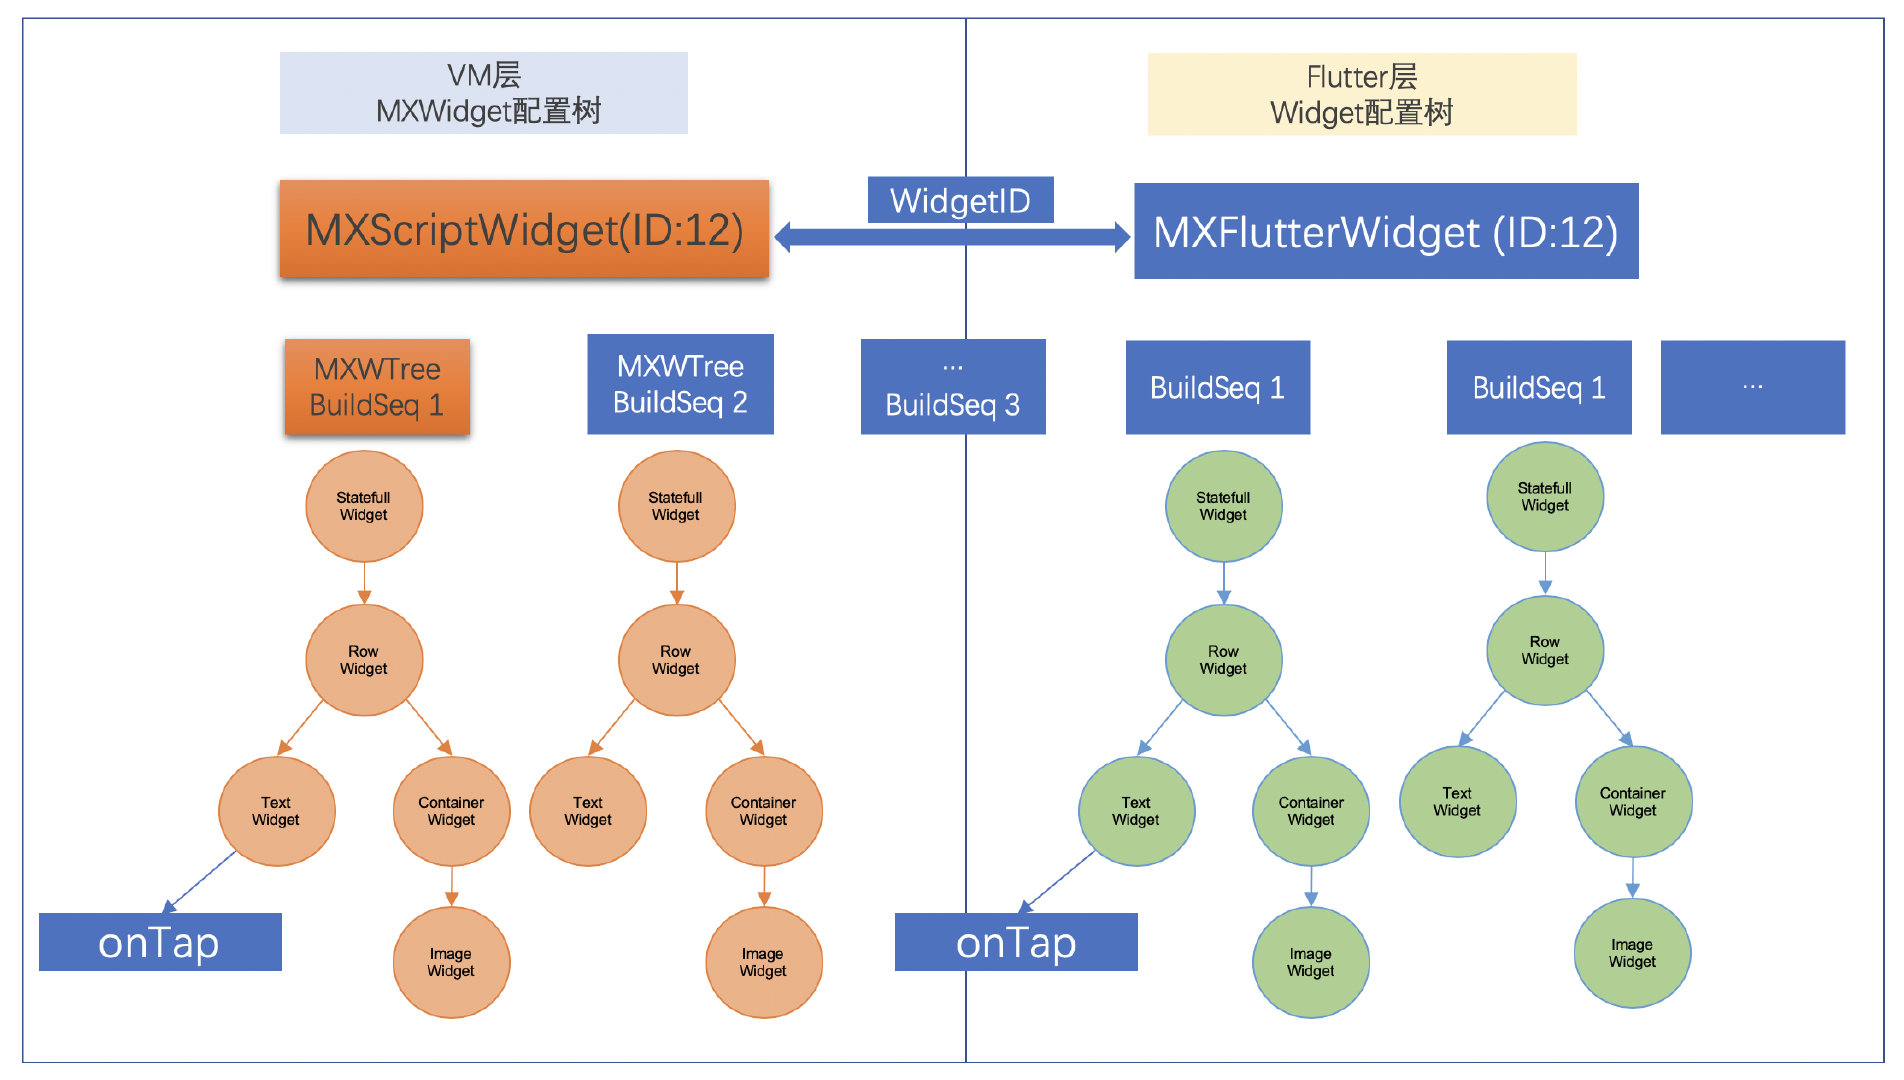 VM层
MXWidget配置树
Flutter层
Widget配置树
MXScriptWidget(ID:12)
WidgetID
MXFlutterWidget (ID:12)
MXWTree
BuildSeq 1
MXWTree
BuildSeq 2
...
BuildSeq 3
BuildSeq 1
BuildSeq 1
...
Statefull
Widget
Statefull
Widget
Statefull
Widget
Statefull
Widget
Row
Widget
Row
Widget
Row
Widget
Row
Widget
Text
Widget
Container
Widget
Text
Widget
Container
Widget
Text
Widget
Container
Widget
Text
Widget
Container
Widget
onTap
Image
Widget
Image
Widget
onTap
Image
Widget
Image
Widget